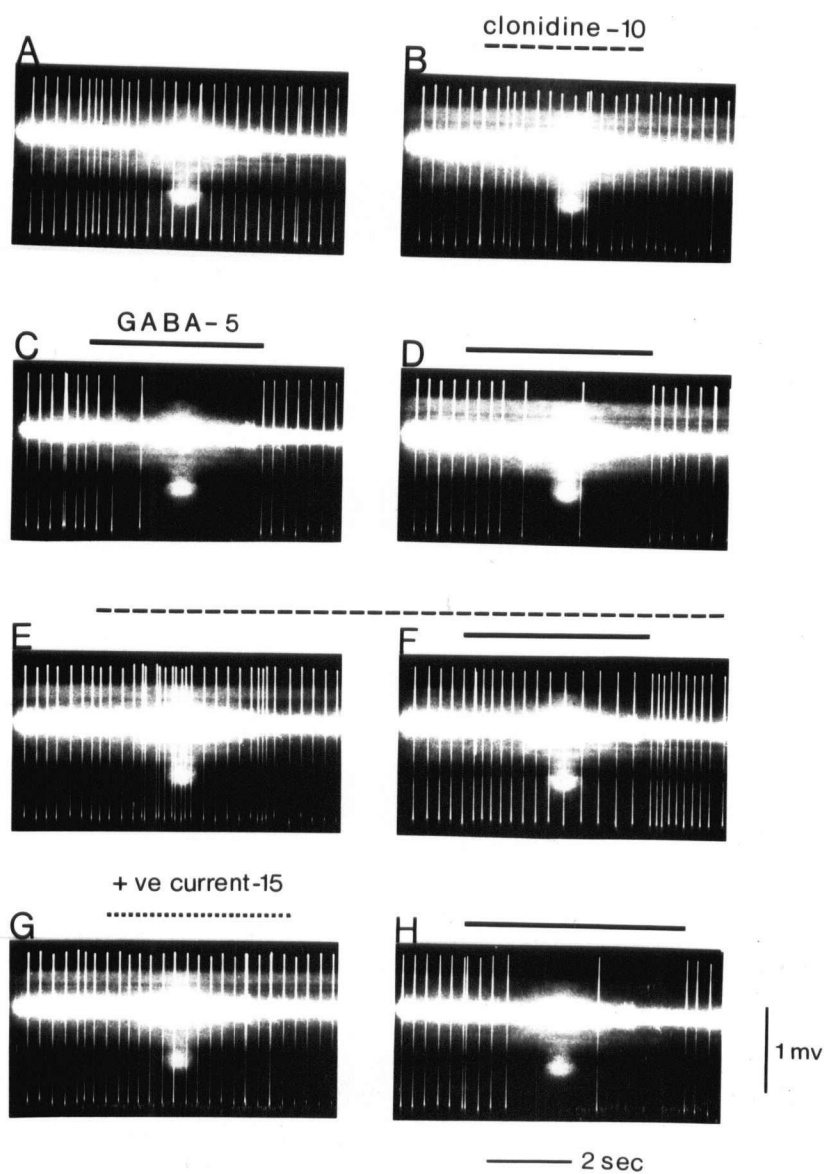 clonidine-10
A
B
GABA-5
C
D
E
F
+ ve current-15
G
H
1 mv
2 sec